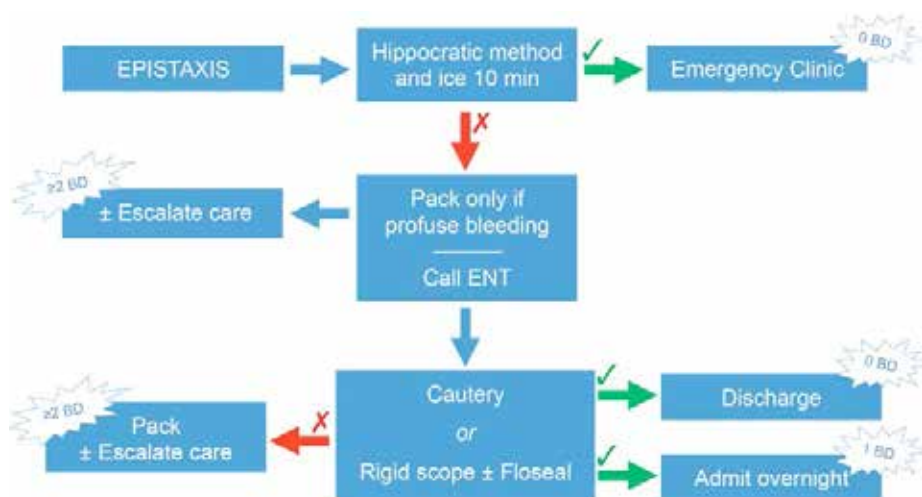 EPISTAXIS
Hippocratic method
and ice 10 min
✓
Emergency Clinic
0 BD
✗
≥2 BD
± Escalate care
Pack only if
profuse bleeding
Call ENT
≥2 BD
Pack
± Escalate care
✗
Cautery
or
Rigid scope ± Floseal
✓
Discharge
0 BD
✓
Admit overnight
1 BD